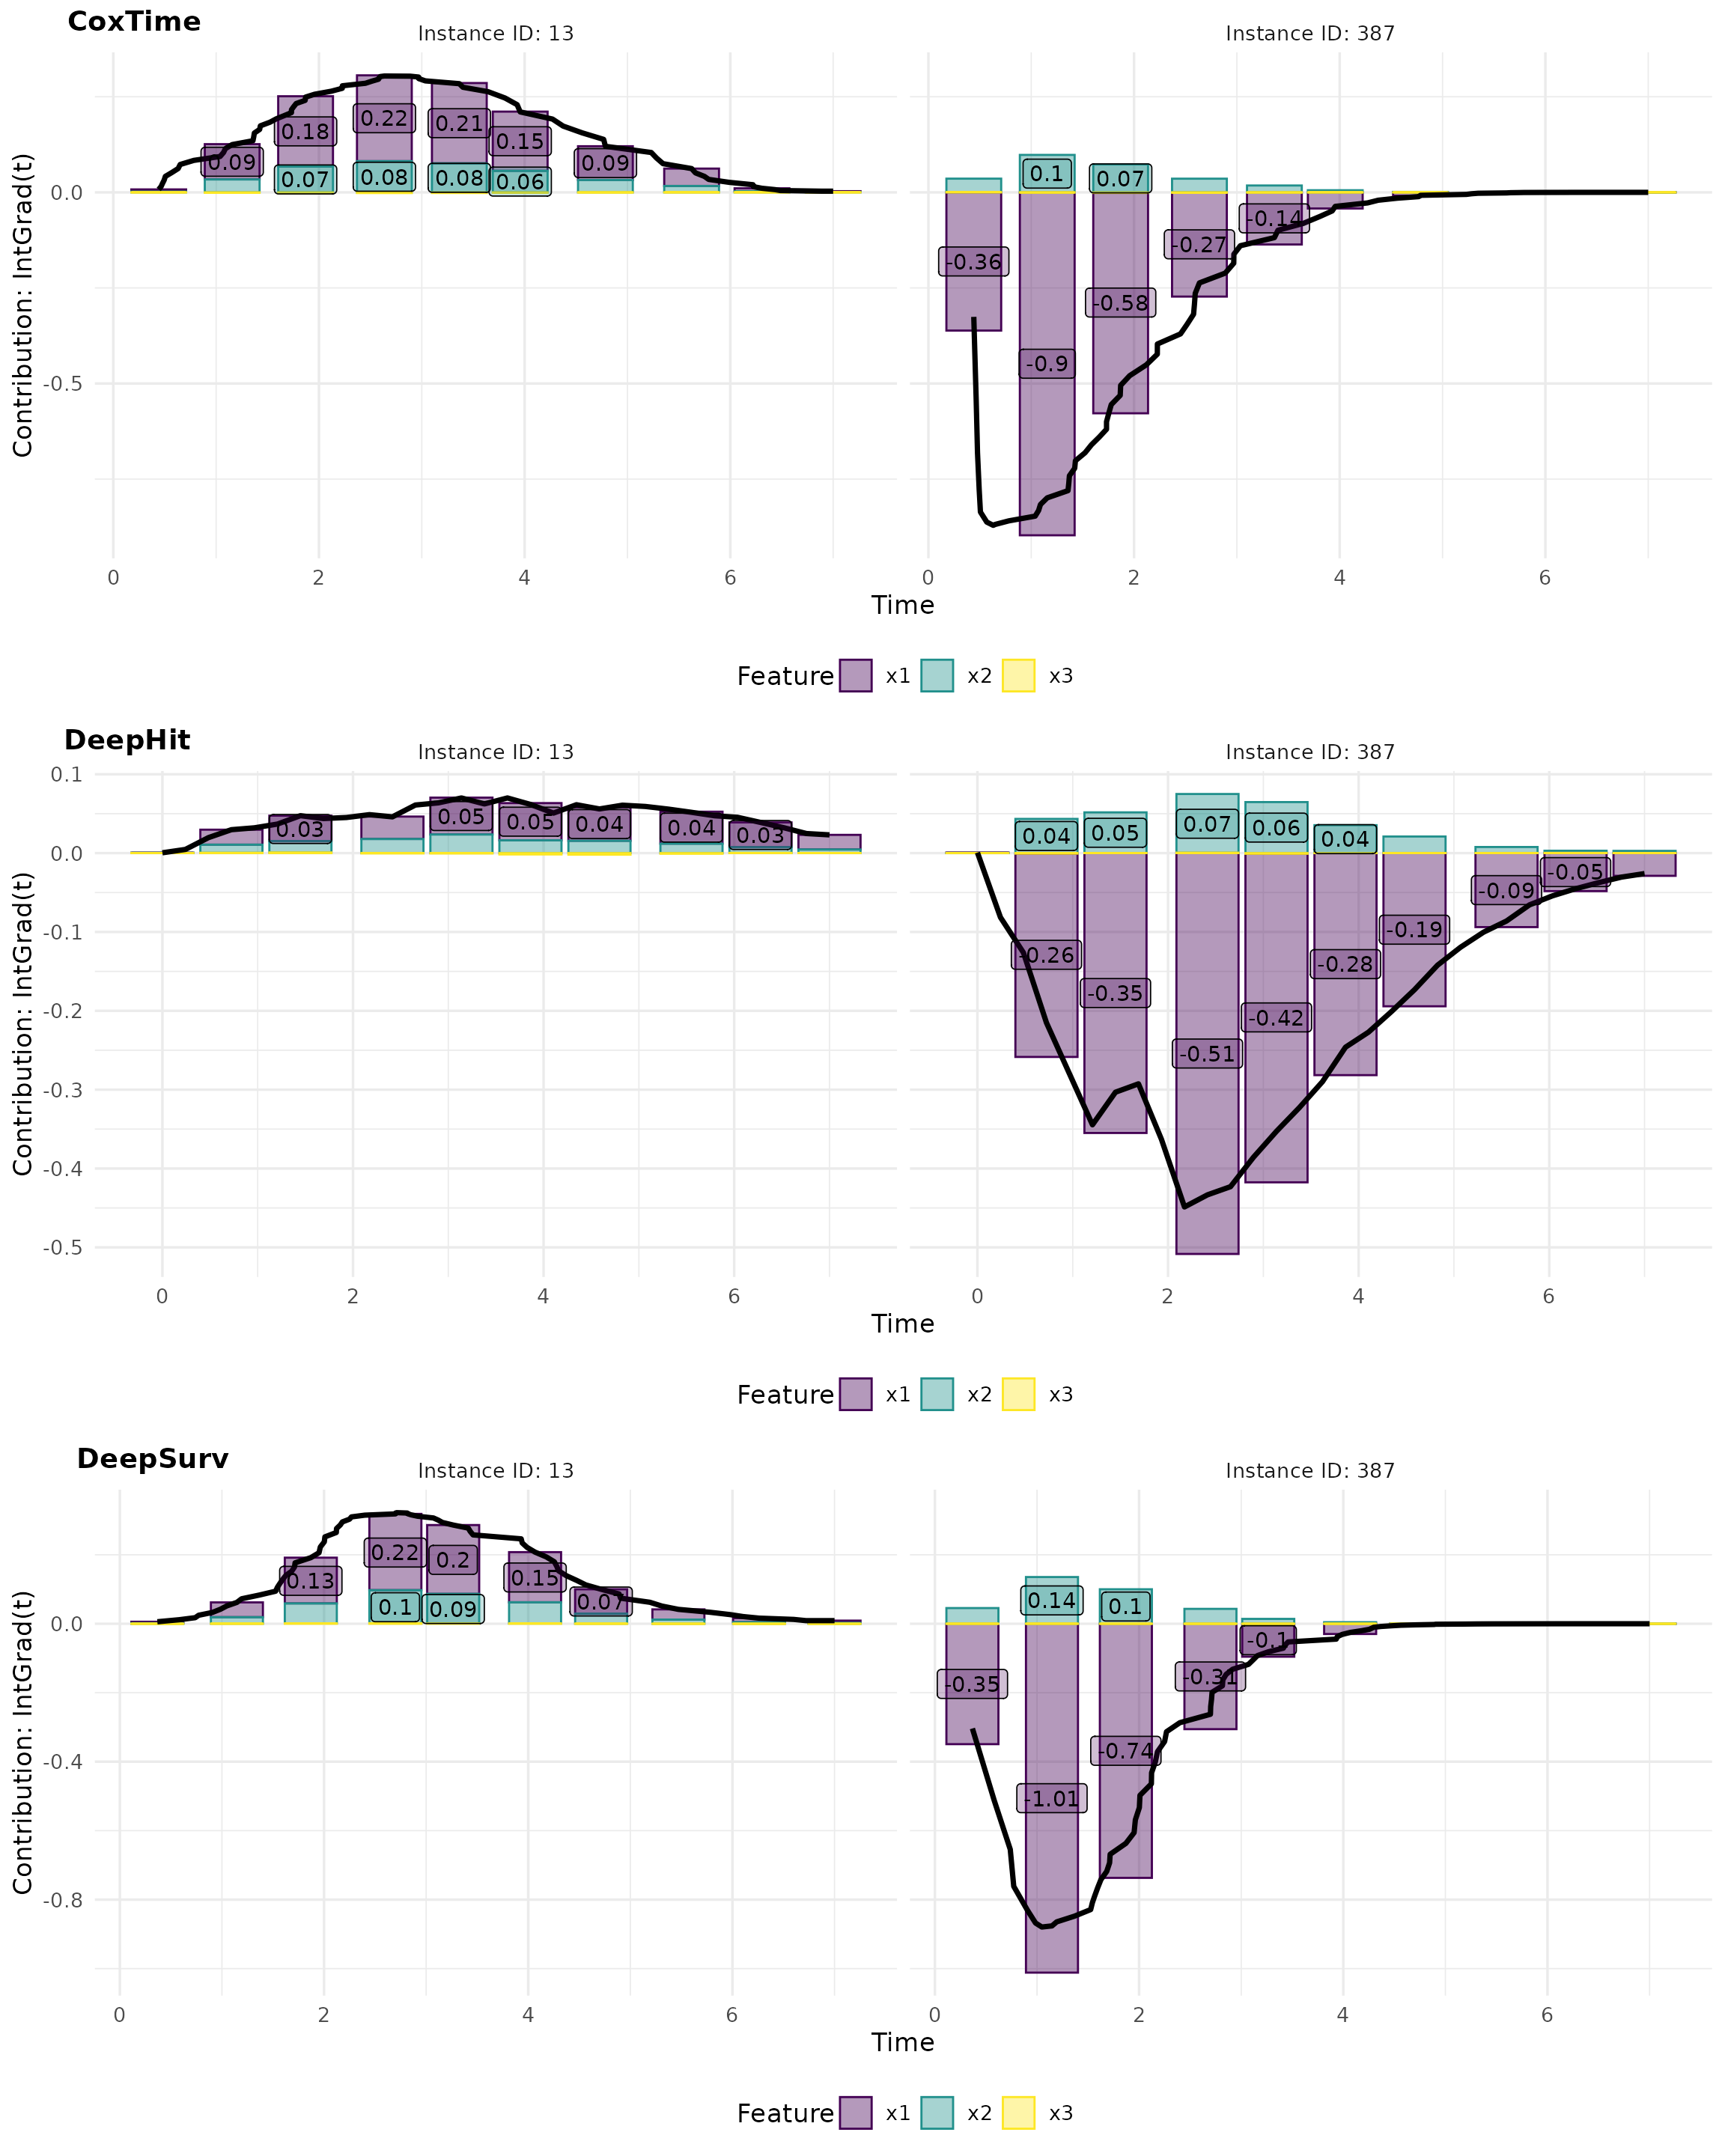 CoxTime
Instance ID: 13
Instance ID: 387
Contribution: IntGrad(t)
0.0
-0.5
0.09
0.18
0.07
0.22
0.08
0.21
0.08
0.15
0.06
0.09
-0.36
0.1
-0.9
0.07
-0.58
-0.27
-0.14
0 2 4 6
0 2 4 6
Time
Feature x1 x2 x3
DeepHit
Instance ID: 13
Instance ID: 387
Contribution: IntGrad(t)
0.1
0.0
-0.1
-0.2
-0.3
-0.4
-0.5
0.03
0.05
0.05
0.04
0.04
0.03
0.04
-0.26
0.05
-0.35
0.07
-0.51
0.06
-0.42
0.04
-0.28
-0.19
-0.09
-0.05
0 2 4 6
0 2 4 6
Time
Feature x1 x2 x3
DeepSurv
Instance ID: 13
Instance ID: 387
Contribution: IntGrad(t)
0.0
-0.4
-0.8
0.13
0.22
0.1
0.2
0.09
0.15
0.07
-0.35
0.14
-1.01
0.1
-0.74
-0.31
-0.1
0 2 4 6
0 2 4 6
Time
Feature x1 x2 x3